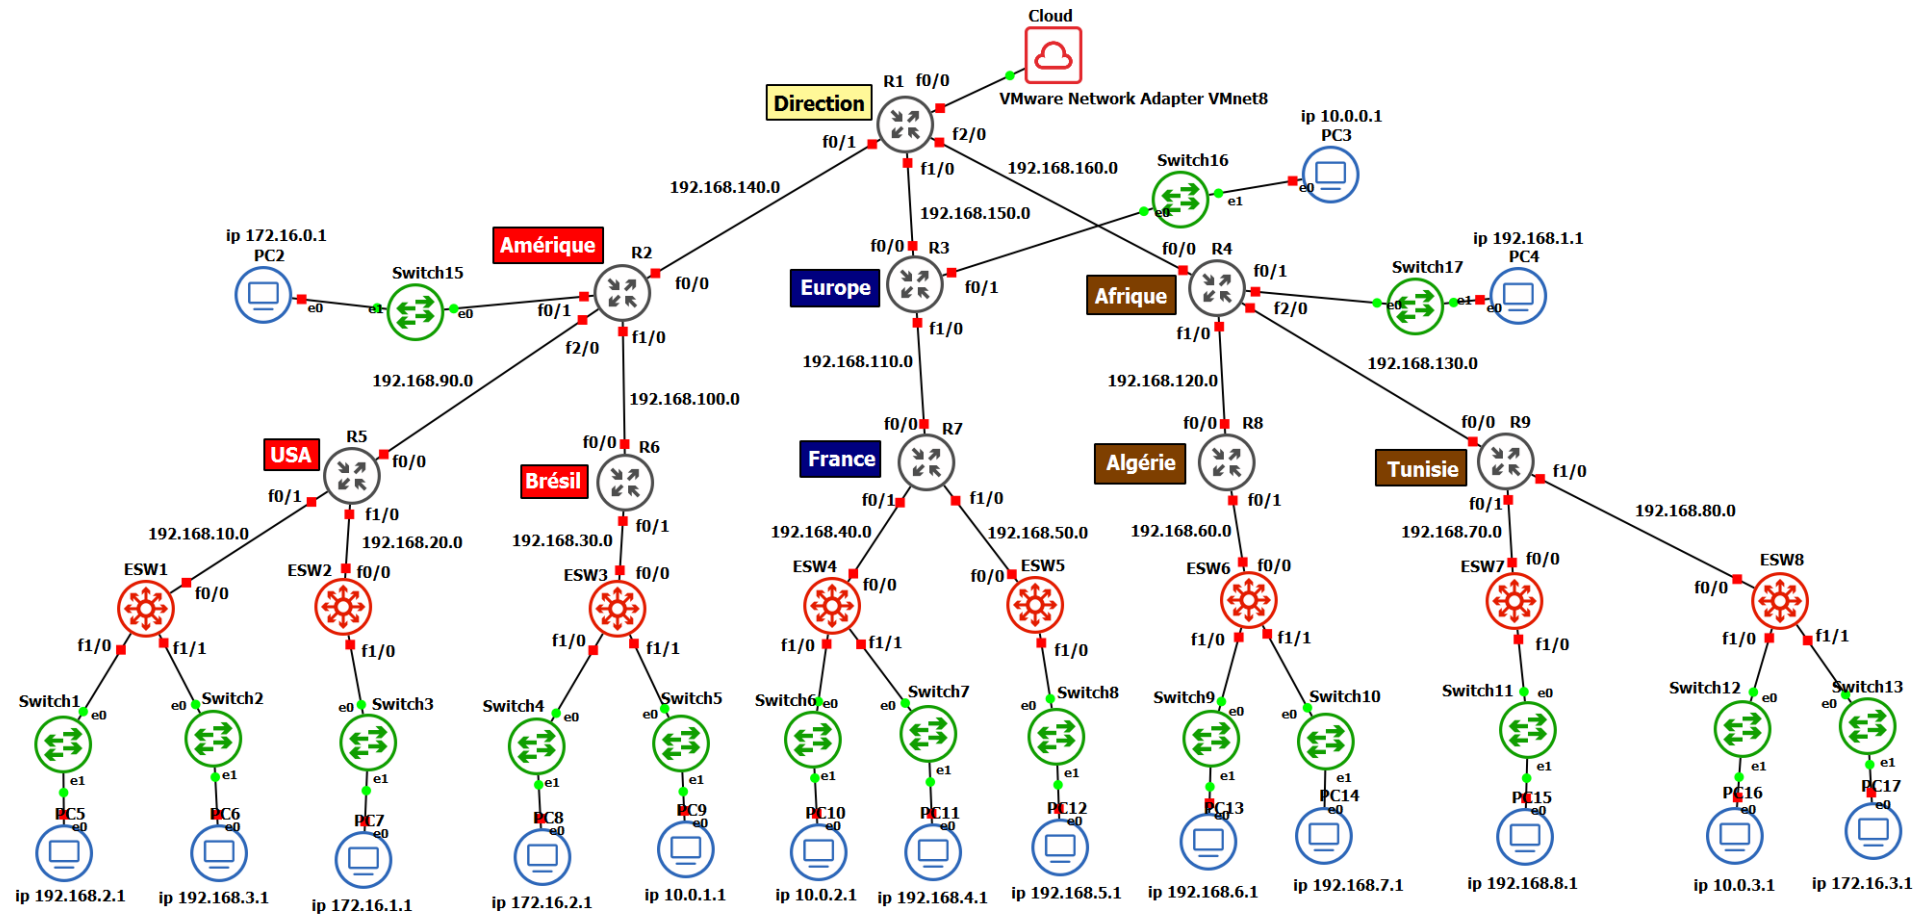 Cloud
R1 f0/0
Direction
VMware Network Adapter VMnet8
ip 10.0.0.1
PC3
f0/1
f2/0
f1/0
192.168.160.0
Switch16
e0
e1
e0
192.168.140.0
192.168.150.0
ip 172.16.0.1
PC2
Amérique
R2
f0/0
R3
f0/0
R4
ip 192.168.1.1
PC4
Switch15
f0/0
Europe
f0/1
Afrique
f0/1
Switch17
e0
e1
e0
f0/1
f2/0
e0
e1
e0
f2/0
f1/0
f1/0
f1/0
192.168.90.0
192.168.100.0
192.168.110.0
192.168.120.0
192.168.130.0
USA
R5
f0/0
f0/0
R6
f0/0
R7
f0/0
R8
f0/0
R9
Brésil
France
Algérie
Tunisie
f1/0
f0/1
f1/0
f0/1
f0/1
f1/0
f0/1
f0/1
192.168.10.0
192.168.20.0
192.168.30.0
192.168.40.0
192.168.50.0
192.168.60.0
192.168.70.0
192.168.80.0
ESW1
f0/0
ESW2
f0/0
ESW3
f0/0
ESW4
f0/0
f0/0
ESW5
ESW6
f0/0
ESW7
f0/0
f0/0
ESW8
f1/0
f1/1
f1/0
f1/0
f1/1
f1/0
f1/1
f1/0
f1/0
f1/1
f1/0
f1/0
f1/1
Switch1
e0
e0
Switch2
e0
Switch3
Switch4
e0
e0
Switch5
Switch6
e0
e0
Switch7
e0
Switch8
Switch9
e0
e0
Switch10
Switch11
e0
Switch12
e0
e0
Switch13
e1
e1
e1
e1
e1
e1
e1
e1
e1
e1
e1
e1
e1
PC5
e0
PC6
e0
PC7
e0
PC8
e0
PC9
e0
PC10
e0
PC11
e0
PC12
e0
PC13
e0
PC14
e0
PC15
e0
PC16
e0
PC17
e0
ip 192.168.2.1
ip 192.168.3.1
ip 172.16.1.1
ip 172.16.2.1
ip 10.0.1.1
ip 10.0.2.1
ip 192.168.4.1
ip 192.168.5.1
ip 192.168.6.1
ip 192.168.7.1
ip 192.168.8.1
ip 10.0.3.1
ip 172.16.3.1